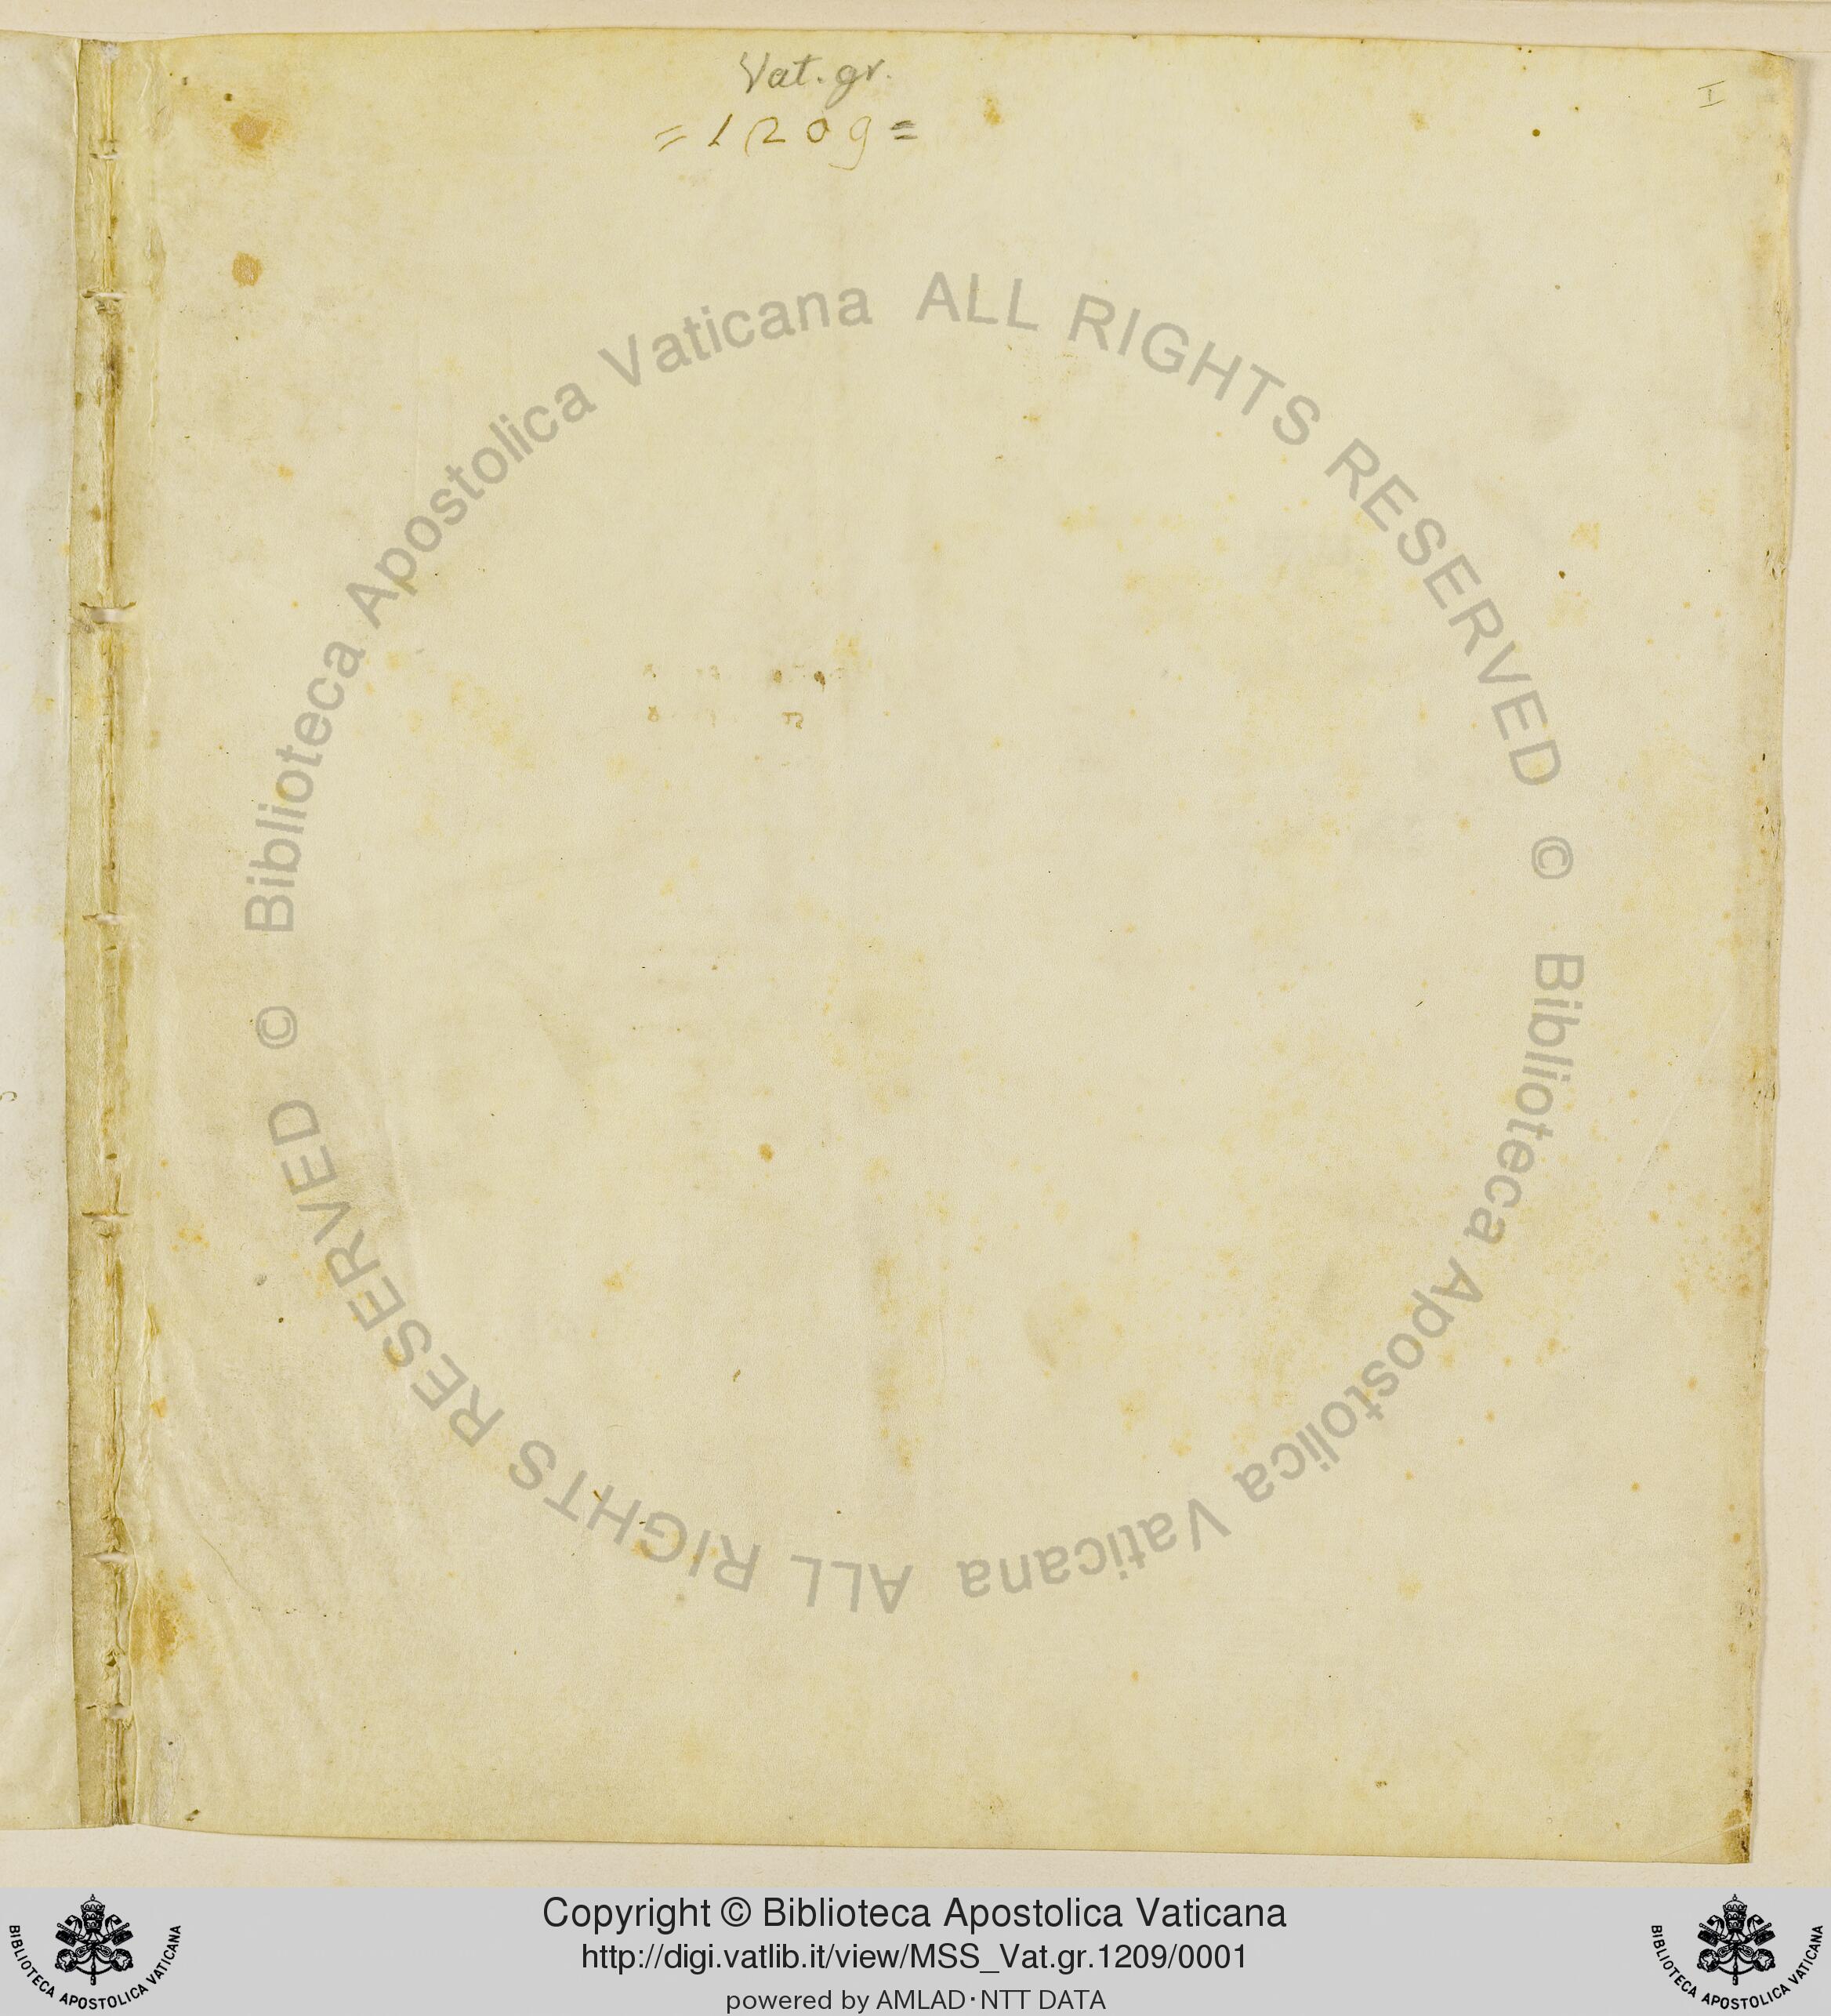 Vat. gr.
= 1209 =
I
© Biblioteca Apostolica Vaticana ALL RIGHTS RESERVED
© Biblioteca Apostolica Vaticana ALL RIGHTS RESERVED
Copyright © Biblioteca Apostolica Vaticana
http://digi.vatlib.it/view/MSS_Vat.gr.1209/0001
powered by AMLAD·NTT DATA
BIBLIOTECA APOSTOLICA VATICANA
BIBLIOTECA APOSTOLICA VATICANA